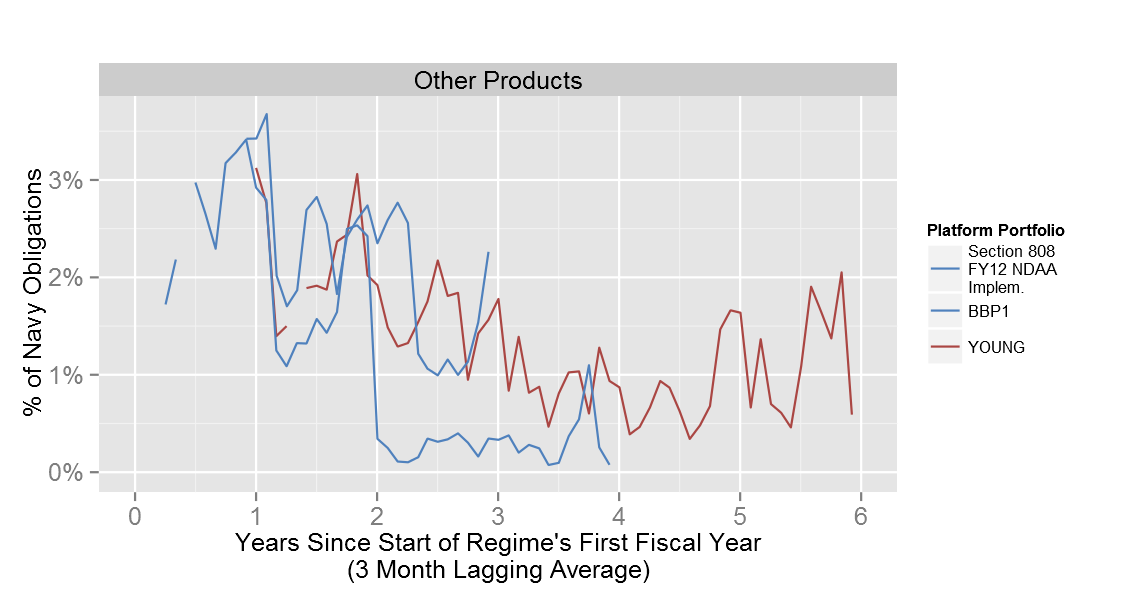 Other Products
% of Navy Obligations
3%
2%
1%
0%
0 1 2 3 4 5 6
Years Since Start of Regime's First Fiscal Year
(3 Month Lagging Average)
Platform Portfolio
Section 808
FY12 NDAA
Implem.
BBP1
YOUNG